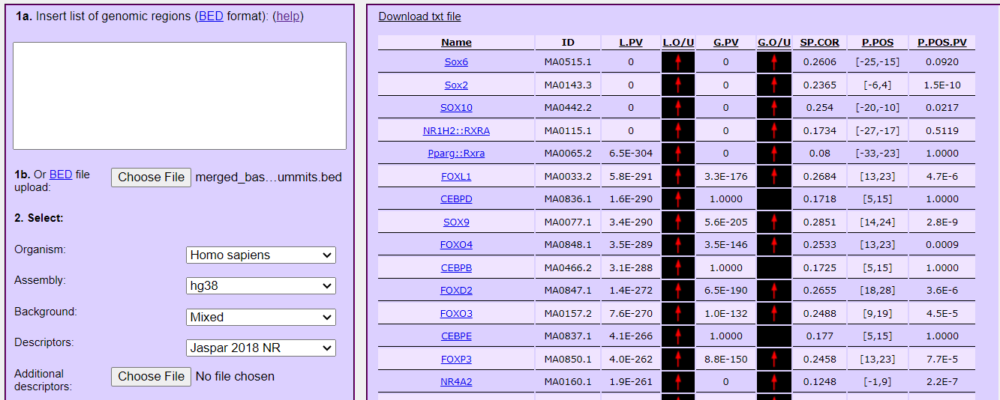 1a. Insert list of genomic regions (BED format): (help)
1b. Or BED file upload:
Choose File merged_bas…ummits.bed
2. Select:
Organism: Homo sapiens
Assembly: hg38
Background: Mixed
Descriptors: Jaspar 2018 NR
Additional descriptors:
Choose File No file chosen
Download txt file
Name ID L.PV L.O/U G.PV G.O/U SP.COR P.POS P.POS.PV
Sox6 MA0515.1 0 0 0.2606 [-25,-15] 0.0920
Sox2 MA0143.3 0 0 0.2365 [-6,4] 1.5E-10
SOX10 MA0442.2 0 0 0.254 [-20,-10] 0.0217
NR1H2::RXRA MA0115.1 0 0 0.1734 [-27,-17] 0.5119
Pparg::Rxra MA0065.2 6.5E-304 0 0.08 [-33,-23] 1.0000
FOXL1 MA0033.2 5.8E-291 3.3E-176 0.2684 [13,23] 4.7E-6
CEBPD MA0836.1 1.6E-290 1.0000 0.1718 [5,15] 1.0000
SOX9 MA0077.1 3.4E-290 5.6E-205 0.2851 [14,24] 2.8E-9
FOXO4 MA0848.1 3.5E-289 3.5E-146 0.2533 [13,23] 0.0009
CEBPB MA0466.2 3.1E-288 1.0000 0.1725 [5,15] 1.0000
FOXD2 MA0847.1 1.4E-272 6.5E-190 0.2655 [18,28] 3.6E-6
FOXO3 MA0157.2 7.6E-270 1.0E-132 0.2488 [9,19] 4.5E-5
CEBPE MA0837.1 4.1E-266 1.0000 0.177 [5,15] 1.0000
FOXP3 MA0850.1 4.0E-262 8.8E-150 0.2458 [13,23] 7.7E-5
NR4A2 MA0160.1 1.9E-261 0 0.1248 [-1,9] 2.2E-7